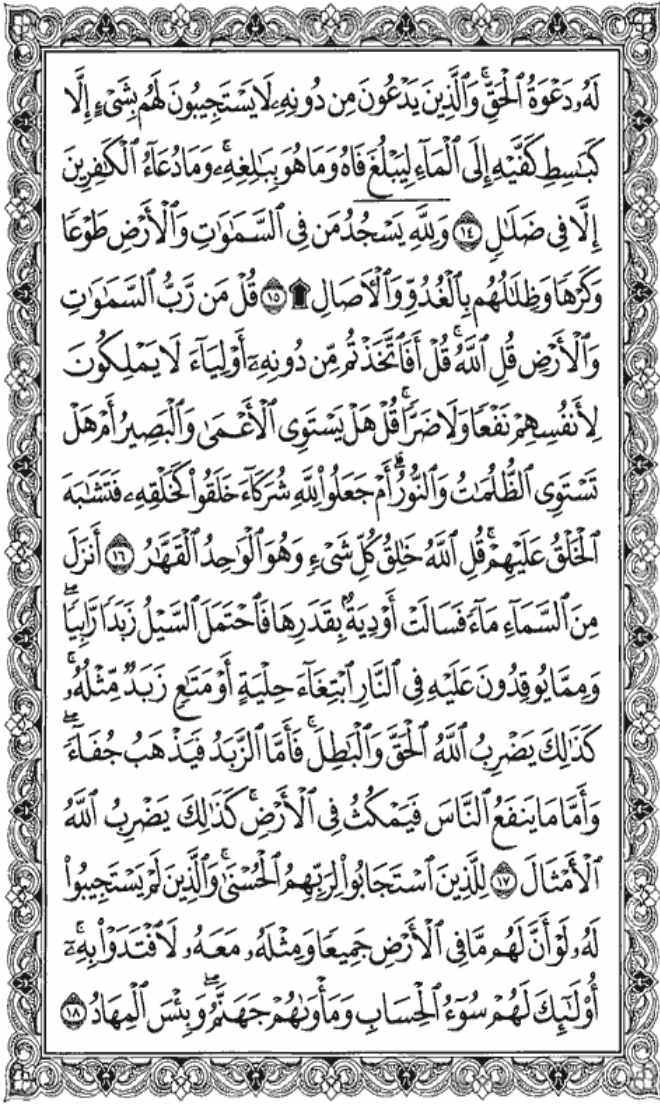 لَهُۥ دَعْوَةُ ٱلْحَقِّ ۚ وَٱلَّذِينَ يَدْعُونَ مِن دُونِهِۦ لَا يَسْتَجِيبُونَ لَهُم بِشَىْءٍ إِلَّا
كَبَـٰسِطِ كَفَّيْهِ إِلَى ٱلْمَآءِ لِيَبْلُغَ فَاهُ وَمَا هُوَ بِبَـٰلِغِهِۦ ۚ وَمَا دُعَآءُ ٱلْكَـٰفِرِينَ
إِلَّا فِى ضَلَـٰلٍ ١٤ وَلِلَّهِ يَسْجُدُ مَن فِى ٱلسَّمَـٰوَٰتِ وَٱلْأَرْضِ طَوْعًا
وَكَرْهًا وَظِلَـٰلُهُم بِٱلْغُدُوِّ وَٱلْـَٔاصَالِ ۩ ١٥ قُلْ مَن رَّبُّ ٱلسَّمَـٰوَٰتِ
وَٱلْأَرْضِ قُلِ ٱللَّهُ ۚ قُلْ أَفَٱتَّخَذْتُم مِّن دُونِهِۦٓ أَوْلِيَآءَ لَا يَمْلِكُونَ
لِأَنفُسِهِمْ نَفْعًا وَلَا ضَرًّا ۚ قُلْ هَلْ يَسْتَوِى ٱلْأَعْمَىٰ وَٱلْبَصِيرُ أَمْ هَلْ
تَسْتَوِى ٱلظُّلُمَـٰتُ وَٱلنُّورُ ۗ أَمْ جَعَلُوا۟ لِلَّهِ شُرَكَآءَ خَلَقُوا۟ كَخَلْقِهِۦ فَتَشَـٰبَهَ
ٱلْخَلْقُ عَلَيْهِمْ ۚ قُلِ ٱللَّهُ خَـٰلِقُ كُلِّ شَىْءٍ وَهُوَ ٱلْوَٰحِدُ ٱلْقَهَّـٰرُ ١٦ أَنزَلَ
مِنَ ٱلسَّمَآءِ مَآءً فَسَالَتْ أَوْدِيَةٌۢ بِقَدَرِهَا فَٱحْتَمَلَ ٱلسَّيْلُ زَبَدًا رَّابِيًا ۖ
وَمِمَّا يُوقِدُونَ عَلَيْهِ فِى ٱلنَّارِ ٱبْتِغَآءَ حِلْيَةٍ أَوْ مَتَـٰعٍ زَبَدٌ مِّثْلُهُۥ ۚ
كَذَٰلِكَ يَضْرِبُ ٱللَّهُ ٱلْحَقَّ وَٱلْبَـٰطِلَ ۚ فَأَمَّا ٱلزَّبَدُ فَيَذْهَبُ جُفَآءً ۖ
وَأَمَّا مَا يَنفَعُ ٱلنَّاسَ فَيَمْكُثُ فِى ٱلْأَرْضِ ۚ كَذَٰلِكَ يَضْرِبُ ٱللَّهُ
ٱلْأَمْثَالَ ١٧ لِلَّذِينَ ٱسْتَجَابُوا۟ لِرَبِّهِمُ ٱلْحُسْنَىٰ ۚ وَٱلَّذِينَ لَمْ يَسْتَجِيبُوا۟
لَهُۥ لَوْ أَنَّ لَهُم مَّا فِى ٱلْأَرْضِ جَمِيعًا وَمِثْلَهُۥ مَعَهُۥ لَٱفْتَدَوْا۟ بِهِۦٓ ۚ
أُو۟لَـٰٓئِكَ لَهُمْ سُوٓءُ ٱلْحِسَابِ وَمَأْوَىٰهُمْ جَهَنَّمُ ۖ وَبِئْسَ ٱلْمِهَادُ ١٨